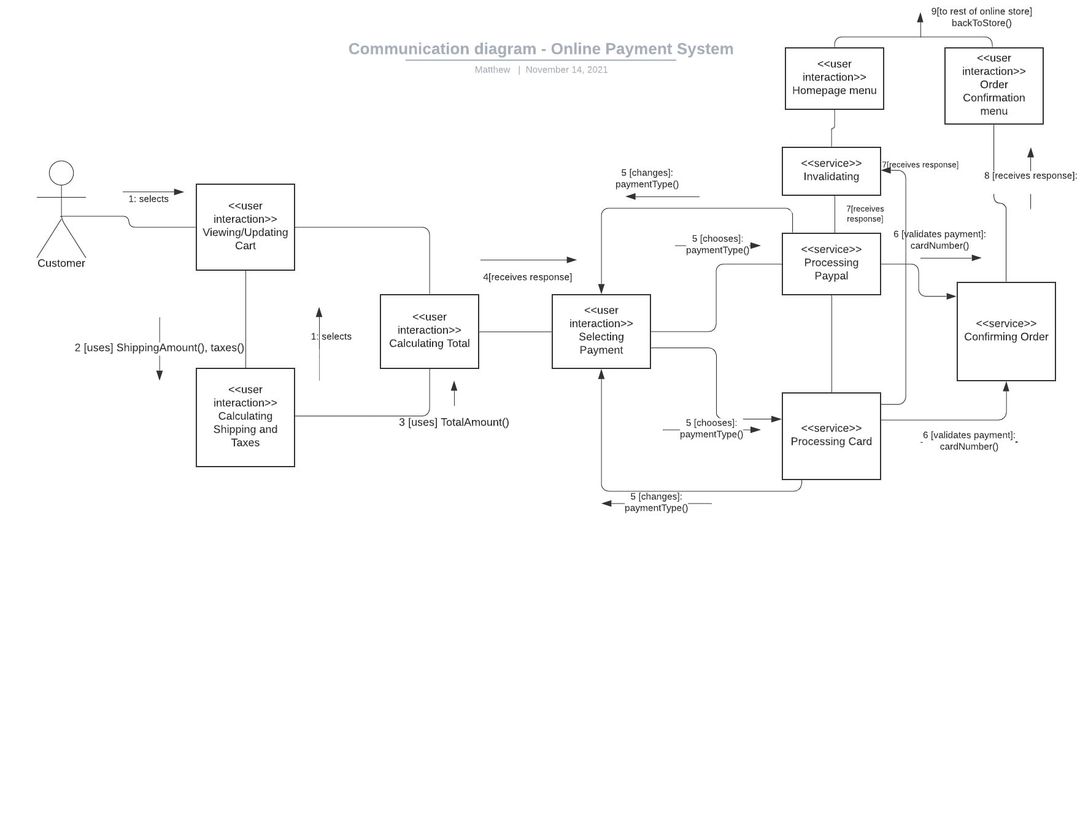 9[to rest of online store]
backToStore()
Communication diagram - Online Payment System
Matthew | November 14, 2021
<<user
interaction>>
Homepage menu
<<user
interaction>>
Order
Confirmation
menu
<<service>>
Invalidating
7[receives response]
8 [receives response]:
5 [changes]:
paymentType()
1: selects
Customer
<<user
interaction>>
Viewing/Updating
Cart
7[receives
response]
5 [chooses]:
paymentType()
<<service>>
Processing
Paypal
6 [validates payment]:
cardNumber()
4[receives response]
<<user
interaction>>
Calculating Total
<<user
interaction>>
Selecting
Payment
<<service>>
Confirming Order
1: selects
2 [uses] ShippingAmount(), taxes()
<<user
interaction>>
Calculating
Shipping and
Taxes
3 [uses] TotalAmount()
5 [chooses]:
paymentType()
<<service>>
Processing Card
6 [validates payment]:
cardNumber()
5 [changes]:
paymentType()